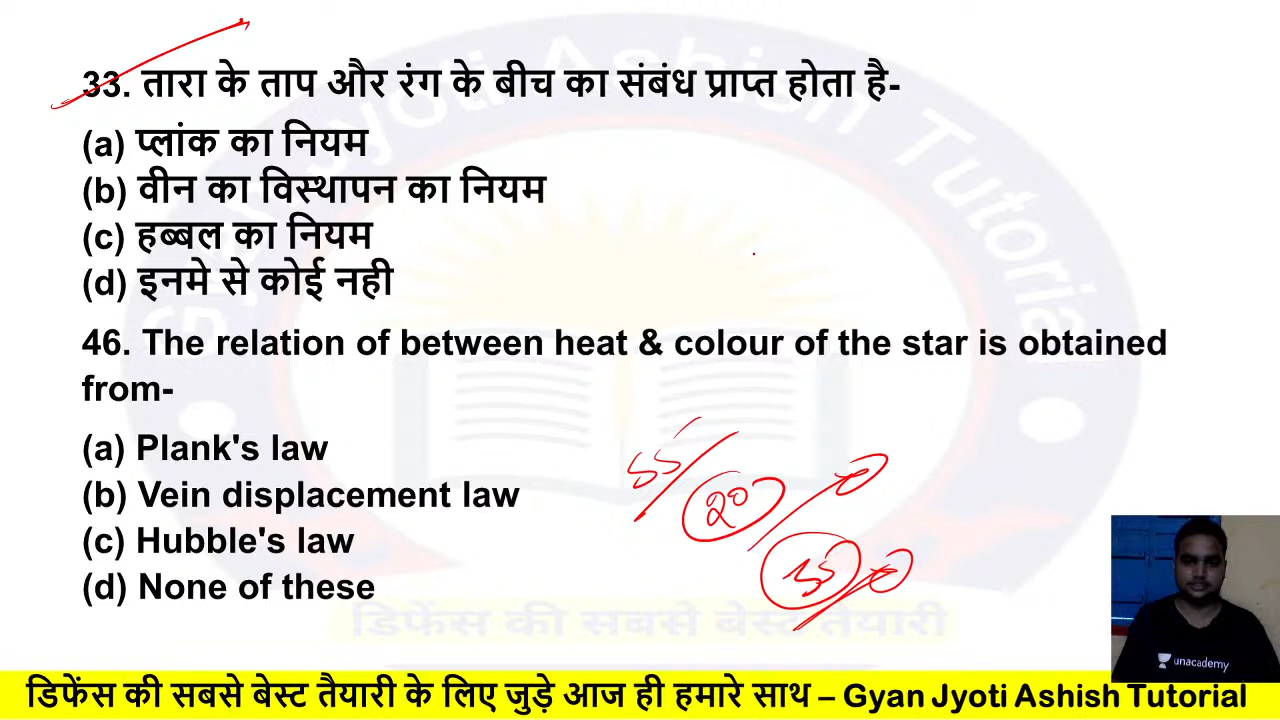 33. तारा के ताप और रंग के बीच का संबंध प्राप्त होता है-
(a) प्लांक का नियम
(b) वीन का विस्थापन का नियम
(c) हब्बल का नियम
(d) इनमे से कोई नही
46. The relation of between heat & colour of the star is obtained
from-
(a) Plank's law
(b) Vein displacement law
(c) Hubble's law
(d) None of these
डिफेंस की सबसे बेस्ट तैयारी
unacademy
डिफेंस की सबसे बेस्ट तैयारी के लिए जुड़े आज ही हमारे साथ – Gyan Jyoti Ashish Tutorial